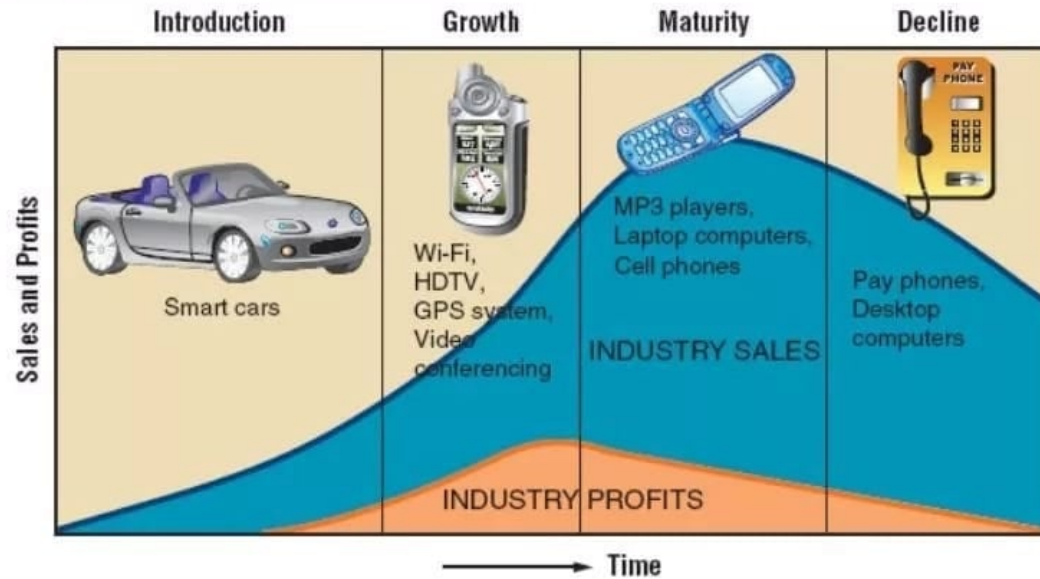 Introduction
Growth
Maturity
Decline
Sales and Profits
PAY
PHONE
Smart cars
Wi-Fi,
HDTV,
GPS system,
Video
conferencing
MP3 players,
Laptop computers,
Cell phones
Pay phones,
Desktop
computers
INDUSTRY SALES
INDUSTRY PROFITS
Time